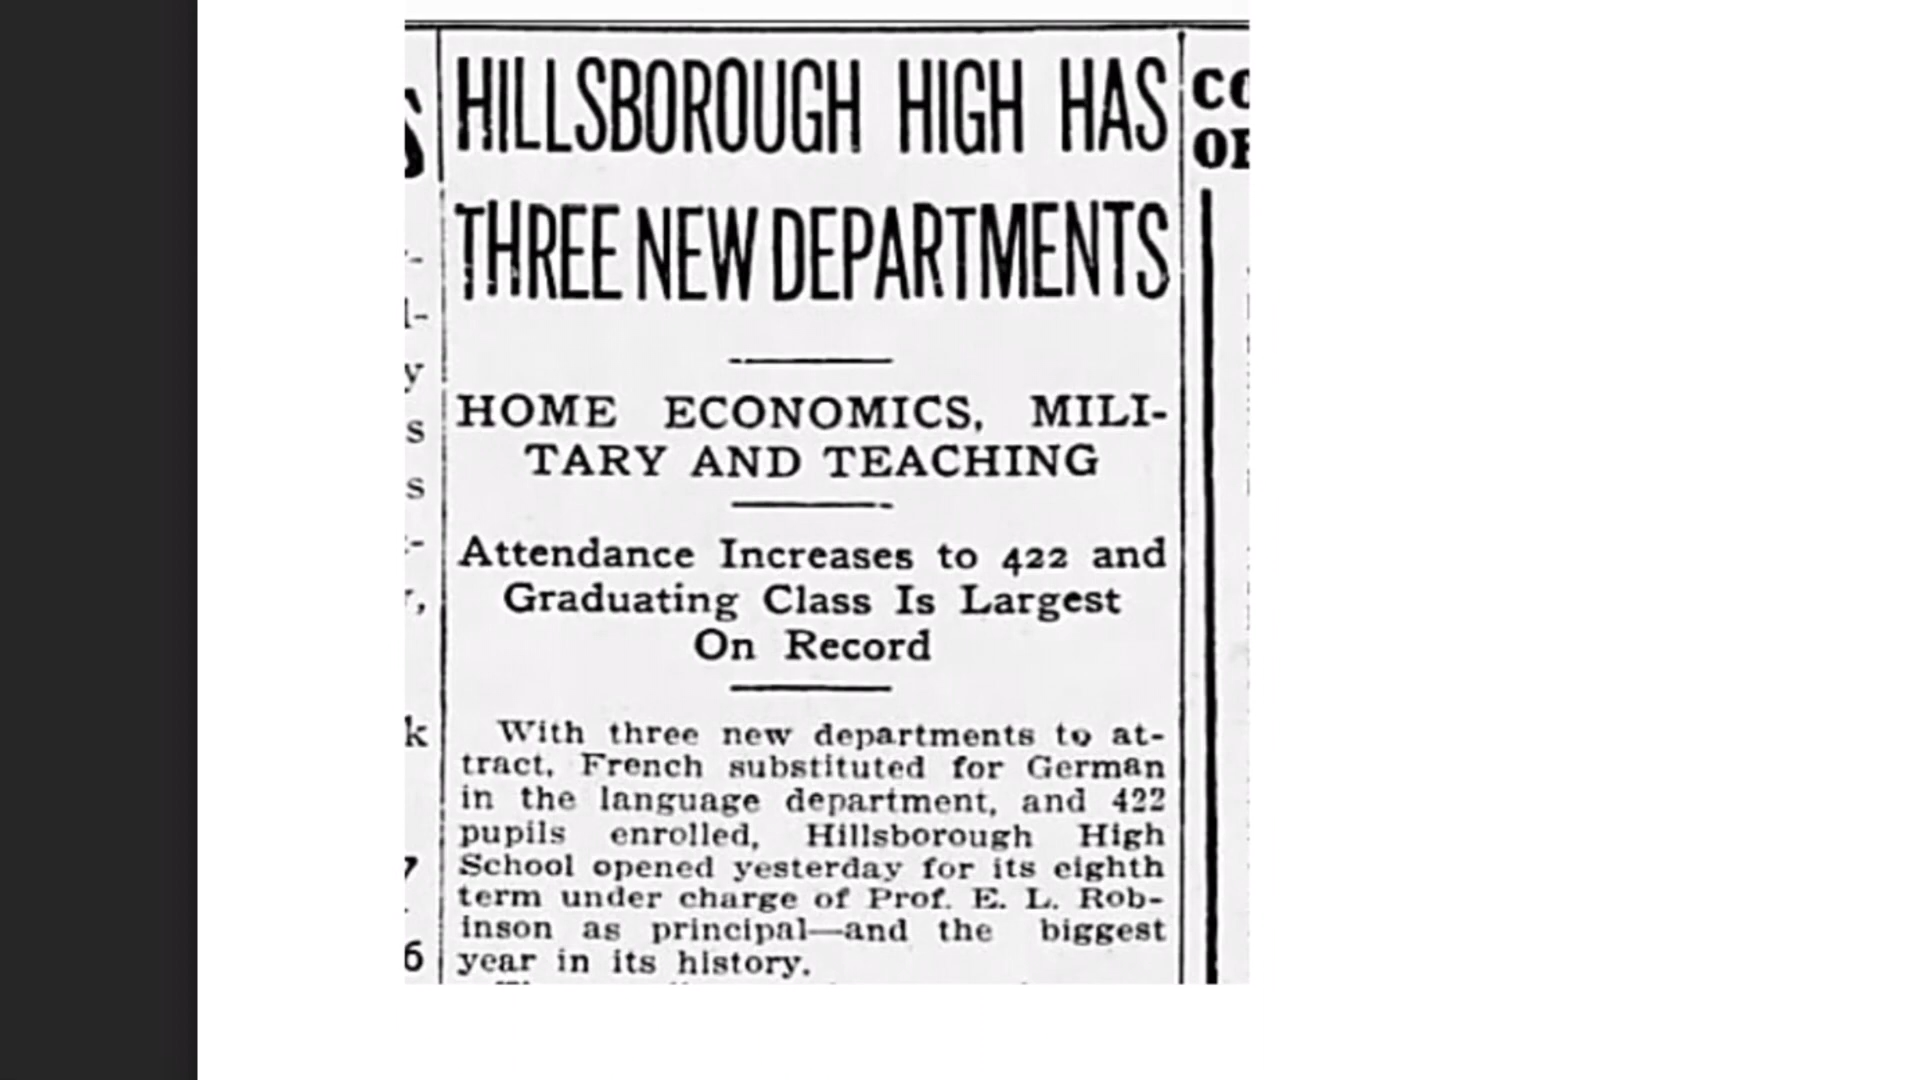 HILLSBOROUGH HIGH HAS
THREE NEW DEPARTMENTS
HOME ECONOMICS, MILI-
TARY AND TEACHING
Attendance Increases to 422 and
Graduating Class Is Largest
On Record
With three new departments to at-
tract, French substituted for German
in the language department, and 422
pupils enrolled, Hillsborough High
School opened yesterday for its eighth
term under charge of Prof. E. L. Rob-
inson as principal—and the biggest
year in its history.